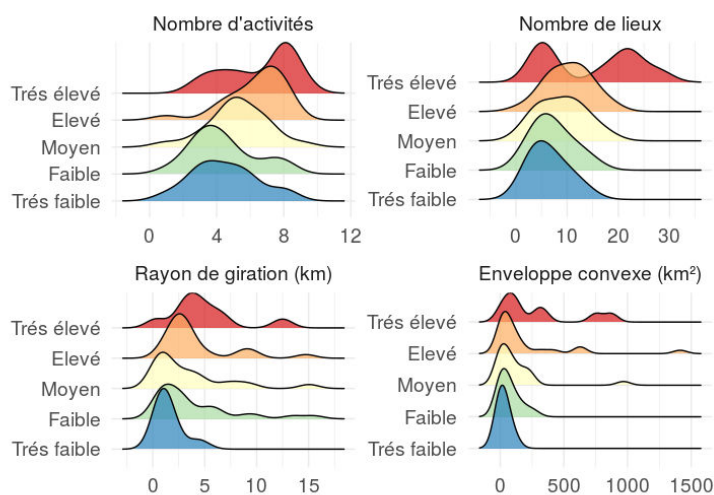 Nombre d'activités
Trés élevé
Elevé
Moyen
Faible
Trés faible
0 4 8 12
Nombre de lieux
Trés élevé
Elevé
Moyen
Faible
Trés faible
0 10 20 30
Rayon de giration (km)
Trés élevé
Elevé
Moyen
Faible
Trés faible
0 5 10 15
Enveloppe convexe (km²)
Trés élevé
Elevé
Moyen
Faible
Trés faible
0 500 1000 1500